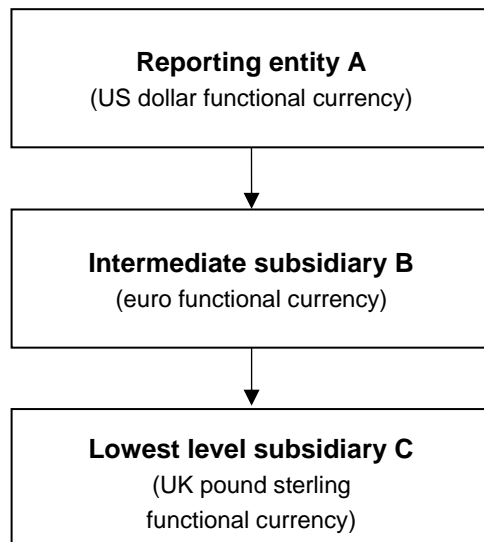 Reporting entity A
(US dollar functional currency)
Intermediate subsidiary B
(euro functional currency)
Lowest level subsidiary C
(UK pound sterling
functional currency)